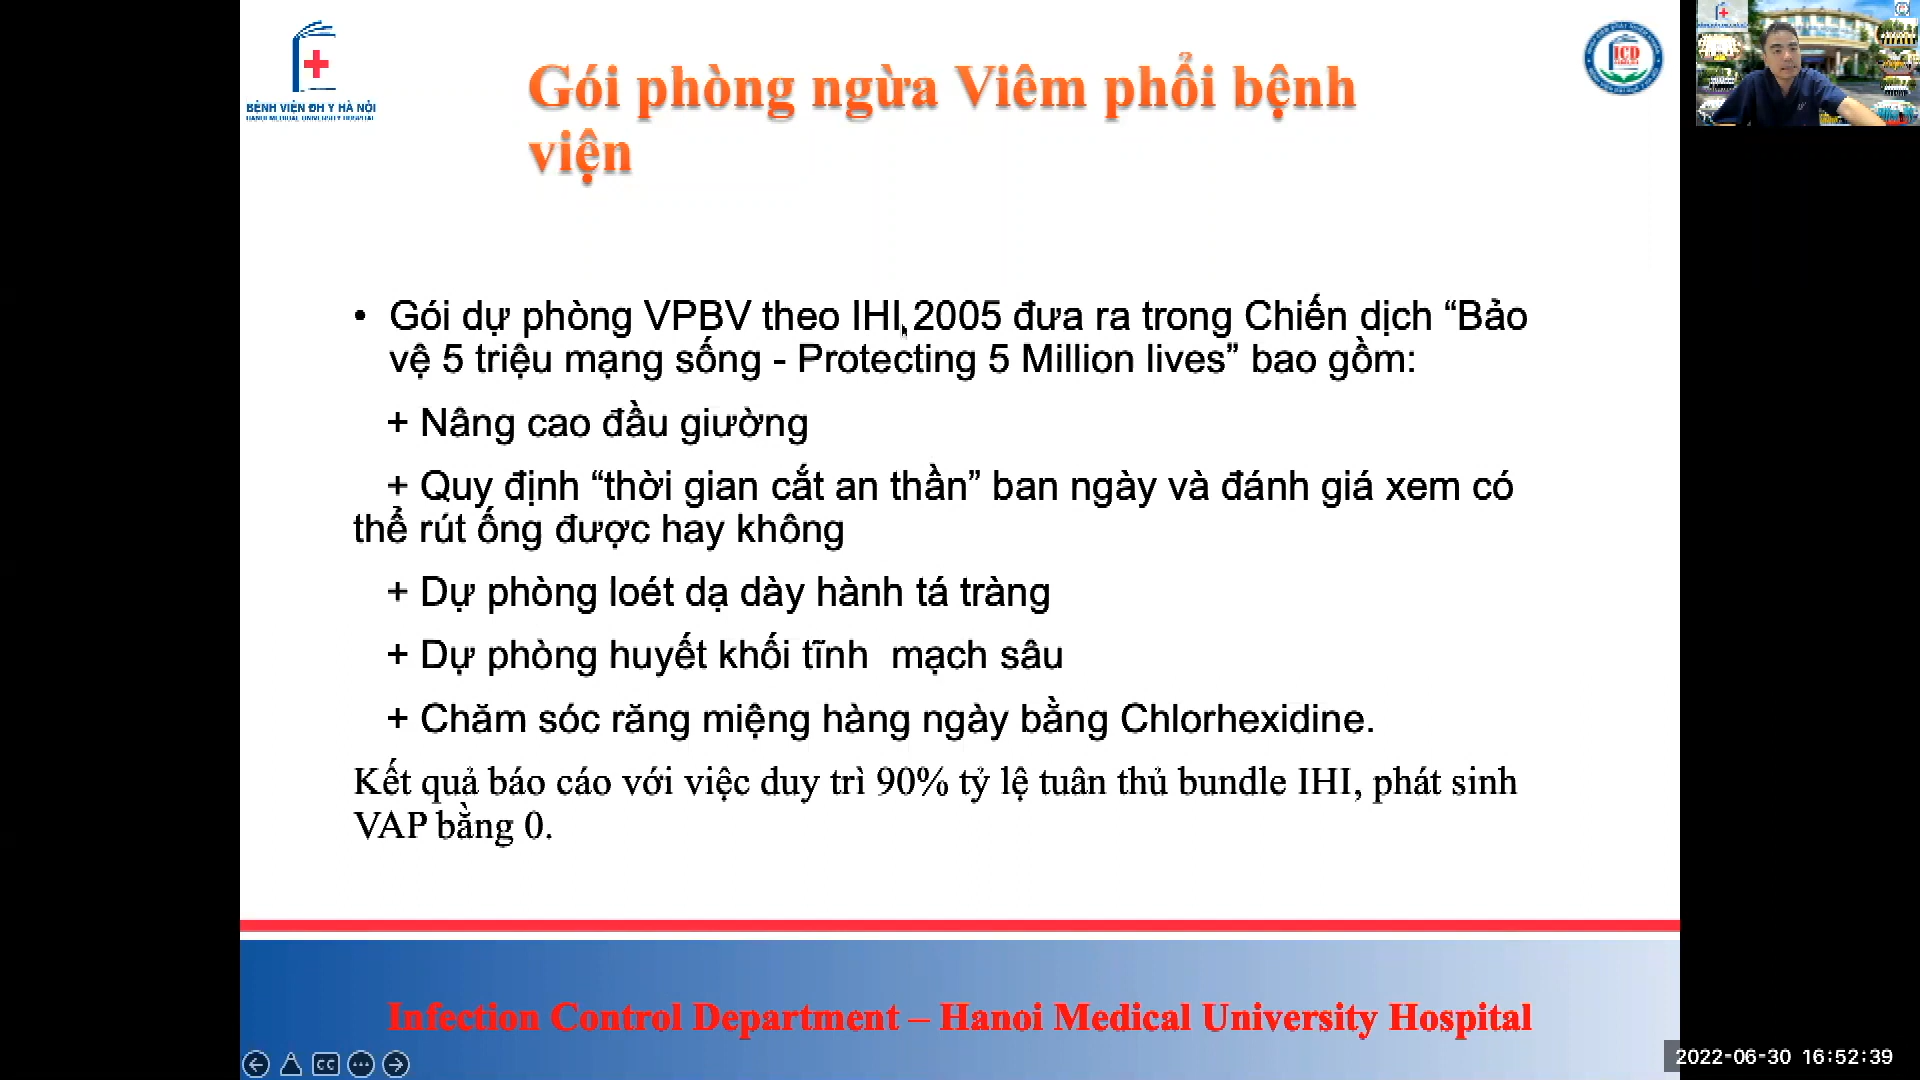 BỆNH VIỆN ĐH Y HÀ NỘI
HANOI MEDICAL UNIVERSITY HOSPITAL
Gói phòng ngừa Viêm phổi bệnh
viện
ICD
• Gói dự phòng VPBV theo IHI, 2005 đưa ra trong Chiến dịch “Bảo
vệ 5 triệu mạng sống - Protecting 5 Million lives” bao gồm:
+ Nâng cao đầu giường
+ Quy định “thời gian cắt an thần” ban ngày và đánh giá xem có
thể rút ống được hay không
+ Dự phòng loét dạ dày hành tá tràng
+ Dự phòng huyết khối tĩnh mạch sâu
+ Chăm sóc răng miệng hàng ngày bằng Chlorhexidine.
Kết quả báo cáo với việc duy trì 90% tỷ lệ tuân thủ bundle IHI, phát sinh
VAP bằng 0.
Infection Control Department – Hanoi Medical University Hospital
CC
2022-06-30 16:52:39